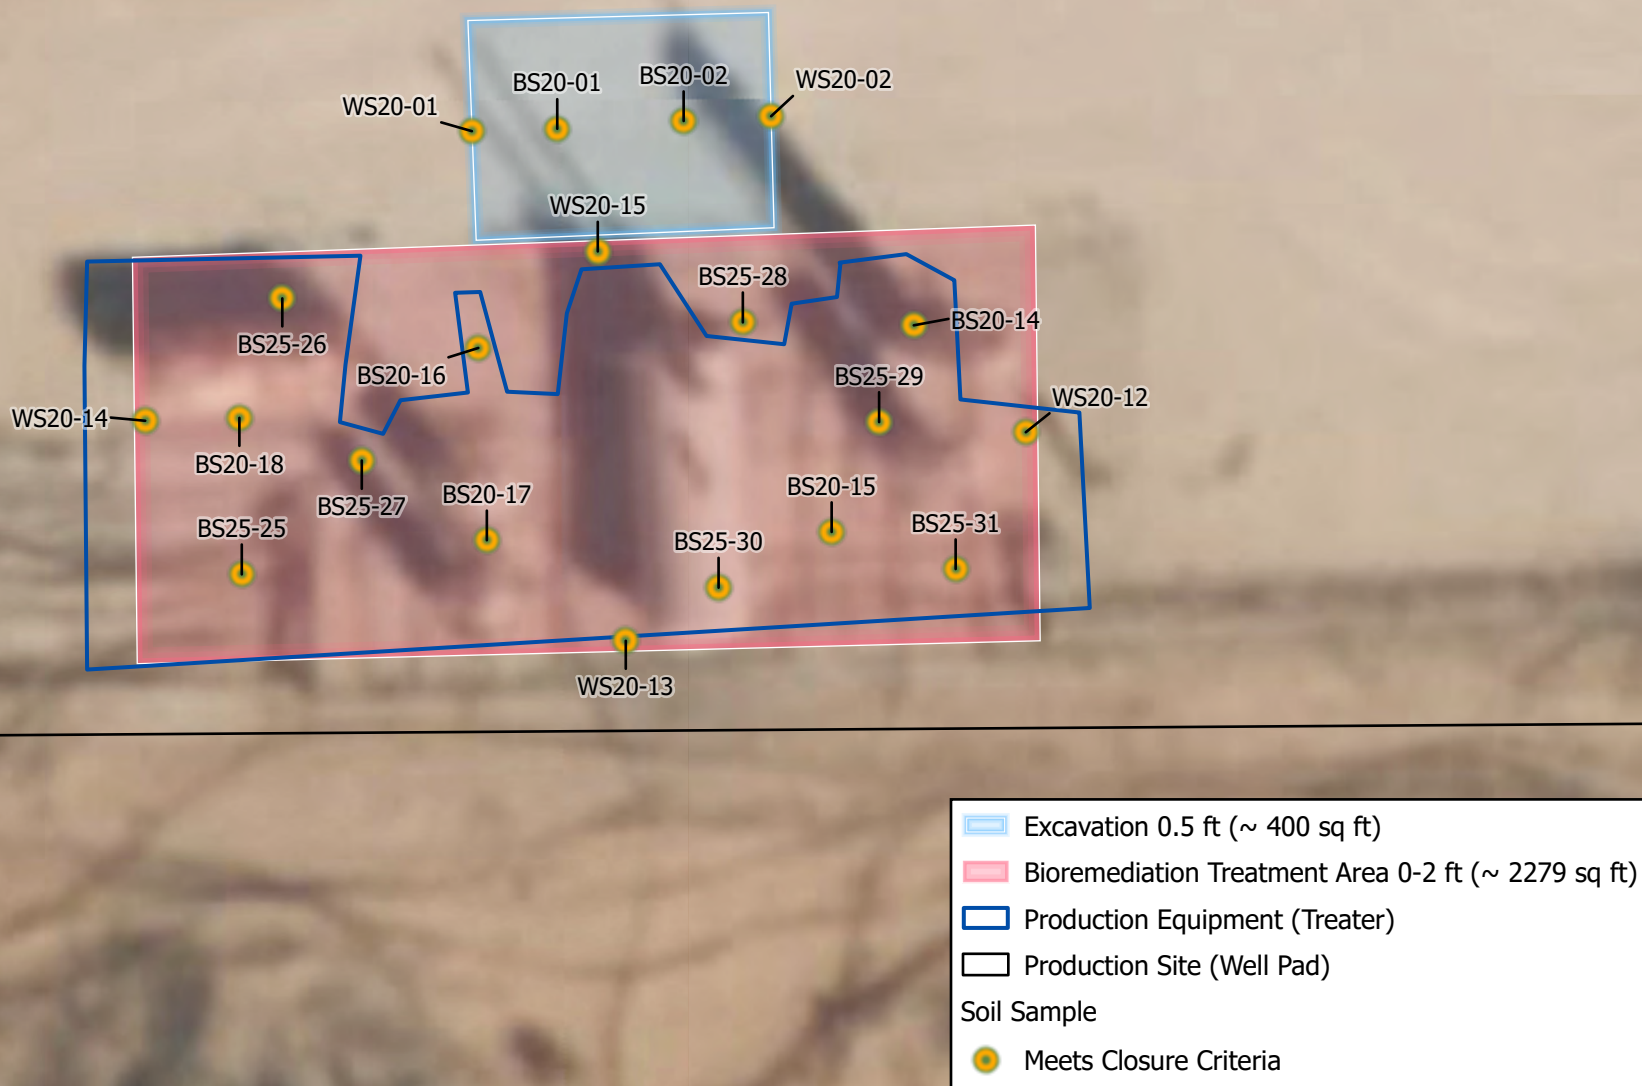 BS20-02
WS20-02
BS20-01
WS20-01
WS20-15
BS25-28
BS20-14
BS25-26
BS20-16
BS25-29
WS20-12
WS20-14
BS20-18
BS25-27
BS20-17
BS20-15
BS25-25
BS25-31
BS25-30
WS20-13
Excavation 0.5 ft (~ 400 sq ft)
Bioremediation Treatment Area 0-2 ft (~ 2279 sq ft)
Production Equipment (Treater)
Production Site (Well Pad)
Soil Sample
Meets Closure Criteria